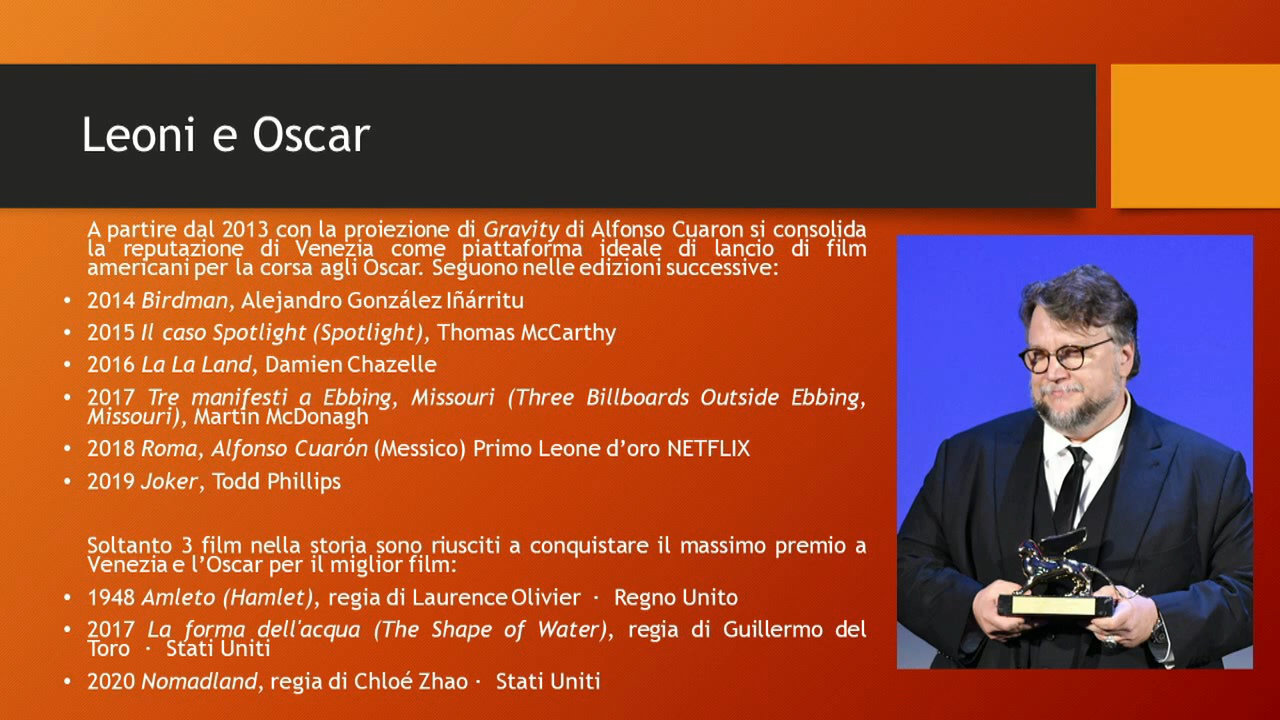 Leoni e Oscar
A partire dal 2013 con la proiezione di Gravity di Alfonso Cuaron si consolida
la reputazione di Venezia come piattaforma ideale di lancio di film
americani per la corsa agli Oscar. Seguono nelle edizioni successive:
• 2014 Birdman, Alejandro González Iñárritu
• 2015 Il caso Spotlight (Spotlight), Thomas McCarthy
• 2016 La La Land, Damien Chazelle
• 2017 Tre manifesti a Ebbing, Missouri (Three Billboards Outside Ebbing,
Missouri), Martin McDonagh
• 2018 Roma, Alfonso Cuarón (Messico) Primo Leone d’oro NETFLIX
• 2019 Joker, Todd Phillips
Soltanto 3 film nella storia sono riusciti a conquistare il massimo premio a
Venezia e l’Oscar per il miglior film:
• 1948 Amleto (Hamlet), regia di Laurence Olivier · Regno Unito
• 2017 La forma dell'acqua (The Shape of Water), regia di Guillermo del
Toro · Stati Uniti
• 2020 Nomadland, regia di Chloé Zhao · Stati Uniti